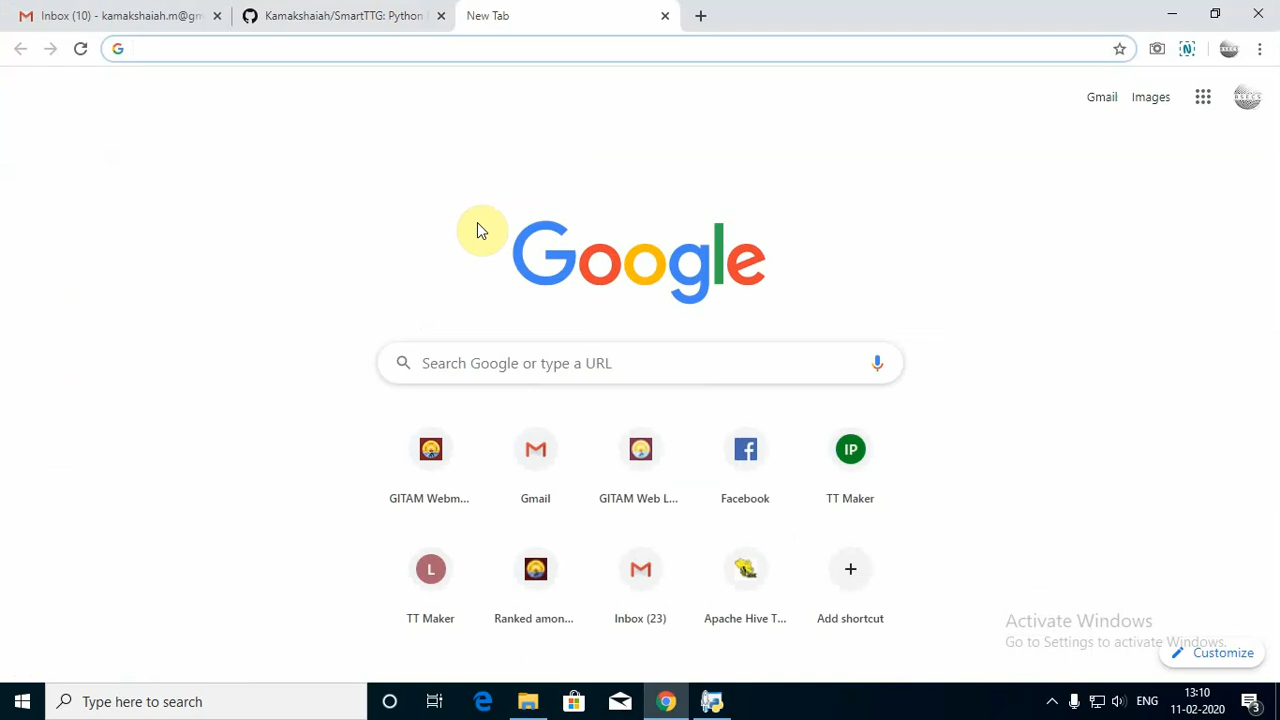 Inbox (10) - kamakshaiah.m@gm
Kamakshaiah/SmartTTG: Python
New Tab
Gmail
Images
Google
Search Google or type a URL
GITAM Webm...
Gmail
GITAM Web L...
Facebook
IP
TT Maker
L
TT Maker
Ranked amon...
Inbox (23)
Apache Hive T...
Add shortcut
Activate Windows
Go to Settings to activate Windows.
Customize
Type here to search
ENG
13:10
11-02-2020
3